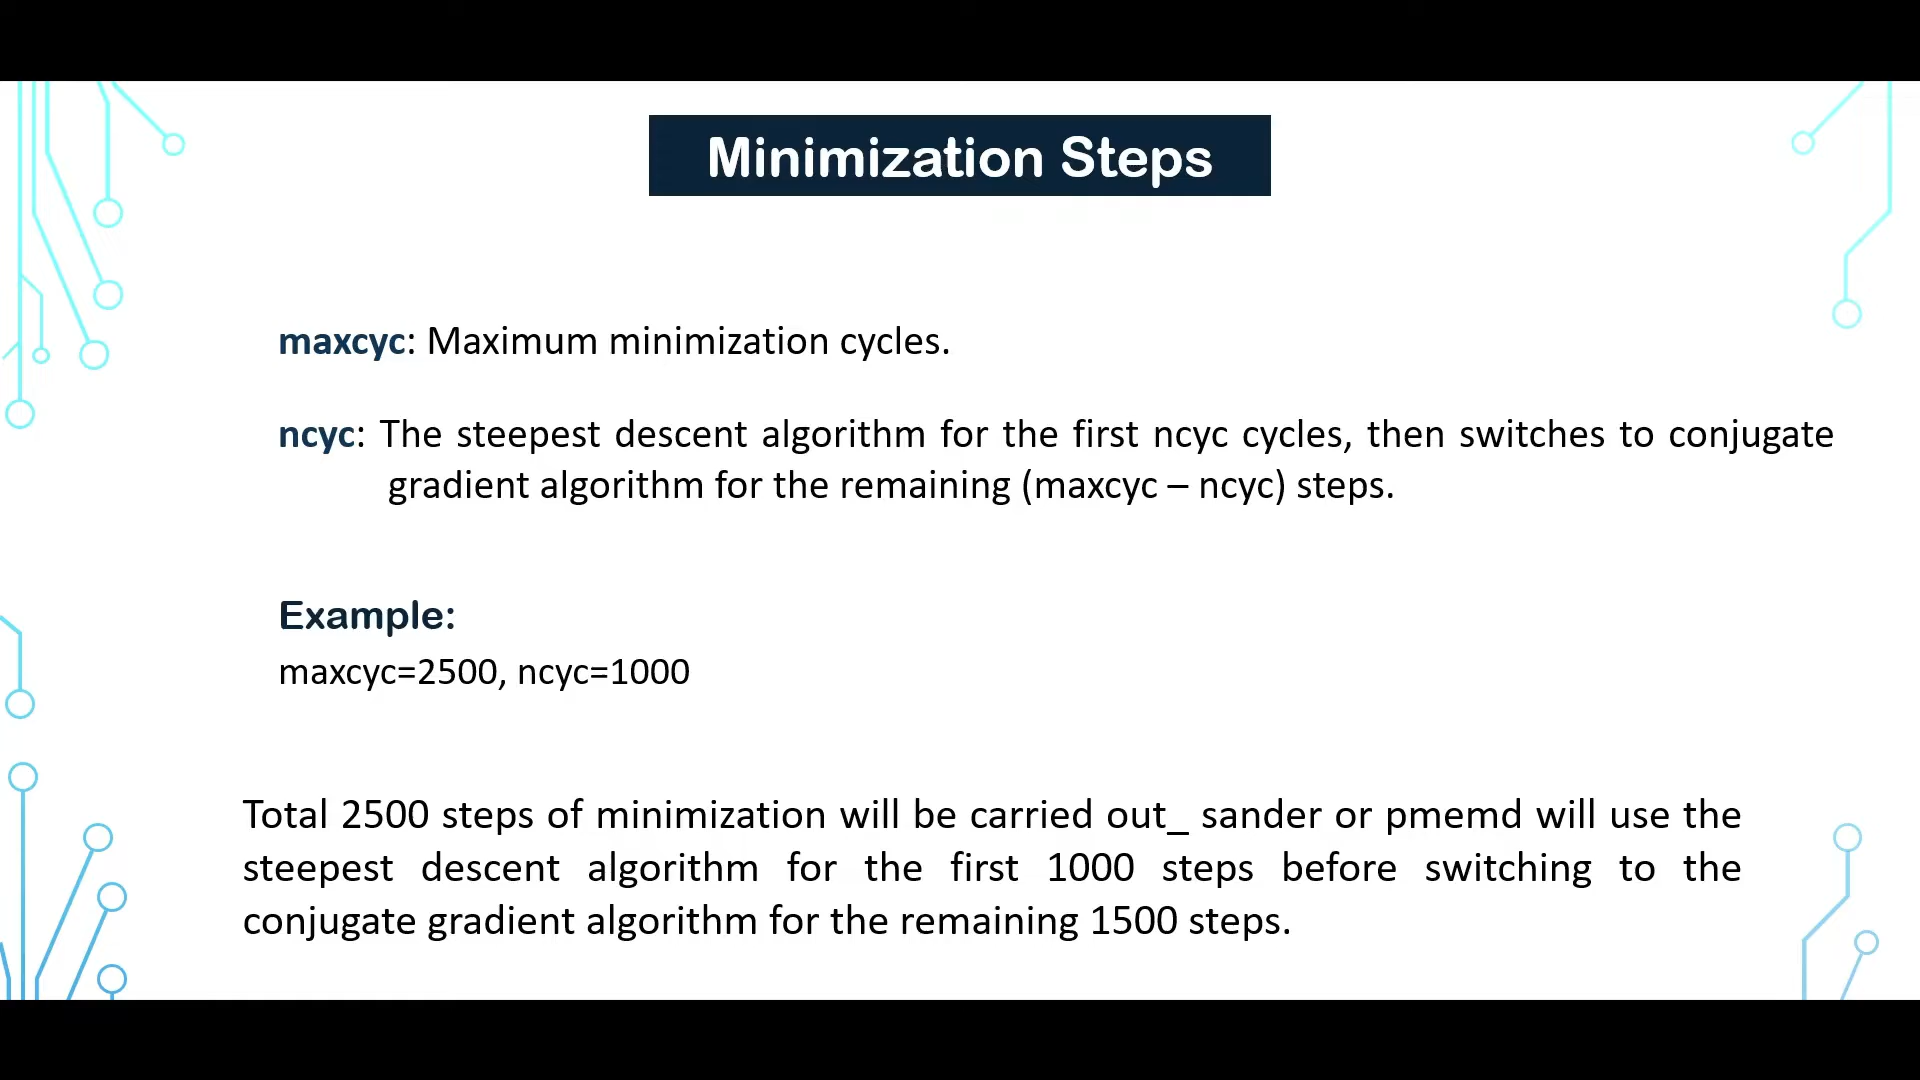 Minimization Steps
maxcyc: Maximum minimization cycles.
ncyc: The steepest descent algorithm for the first ncyc cycles, then switches to conjugate
gradient algorithm for the remaining (maxcyc – ncyc) steps.
Example:
maxcyc=2500, ncyc=1000
Total 2500 steps of minimization will be carried out_ sander or pmemd will use the
steepest descent algorithm for the first 1000 steps before switching to the
conjugate gradient algorithm for the remaining 1500 steps.